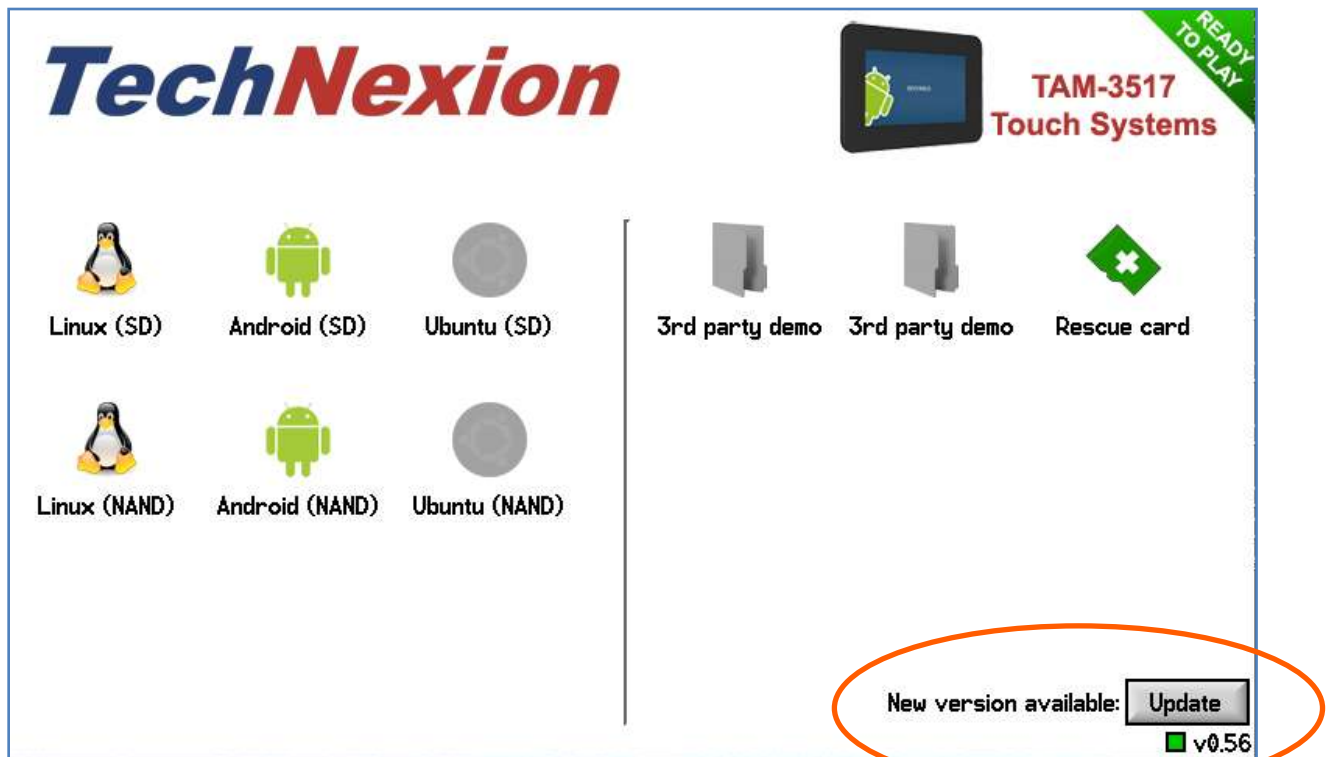 TechNexion
READY
TO PLAY
TAM-3517
Touch Systems
Linux (SD)
Android (SD)
Ubuntu (SD)
3rd party demo
3rd party demo
Rescue card
Linux (NAND)
Android (NAND)
Ubuntu (NAND)
New version available:
Update
v0.56